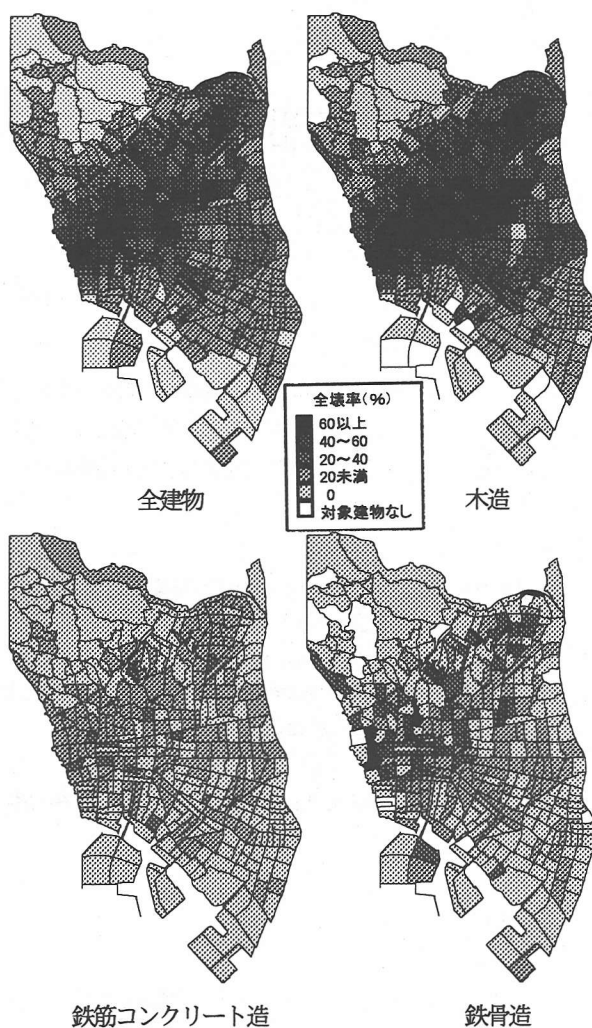 全壊率(%)
60以上
40〜60
20〜40
20未満
0
対象建物なし
全建物
木造
鉄筋コンクリート造
鉄骨造